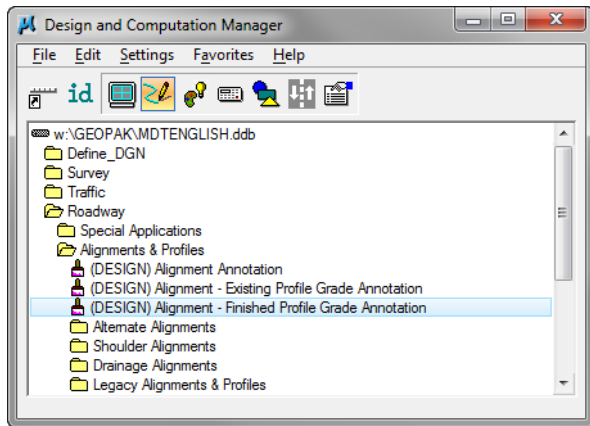 Design and Computation Manager
File Edit Settings Favorites Help
id
w:\GEOPAK\MDTENGLISH.ddb
Define_DGN
Survey
Traffic
Roadway
Special Applications
Alignments & Profiles
(DESIGN) Alignment Annotation
(DESIGN) Alignment - Existing Profile Grade Annotation
(DESIGN) Alignment - Finished Profile Grade Annotation
Alternate Alignments
Shoulder Alignments
Drainage Alignments
Legacy Alignments & Profiles